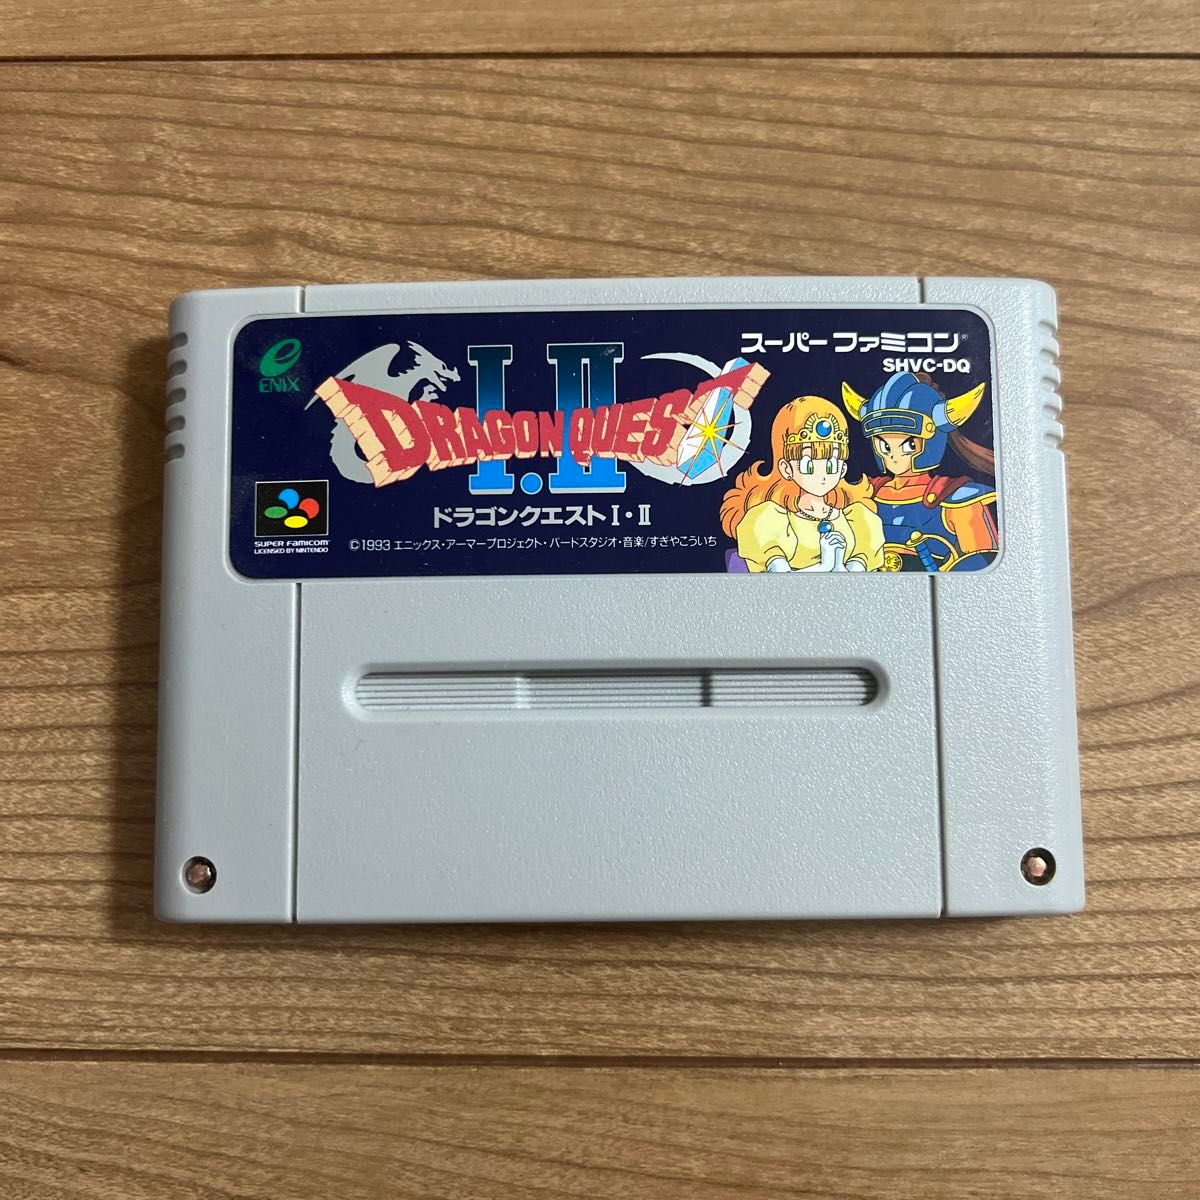 ENIX
I.II
DRAGON QUEST
ドラゴンクエストI・II
スーパーファミコン®
SHVC-DQ
SUPER FAMICOM
LICENSED BY NINTENDO
©1993 エニックス・アーマープロジェクト・バードスタジオ・音楽/すぎやこういち